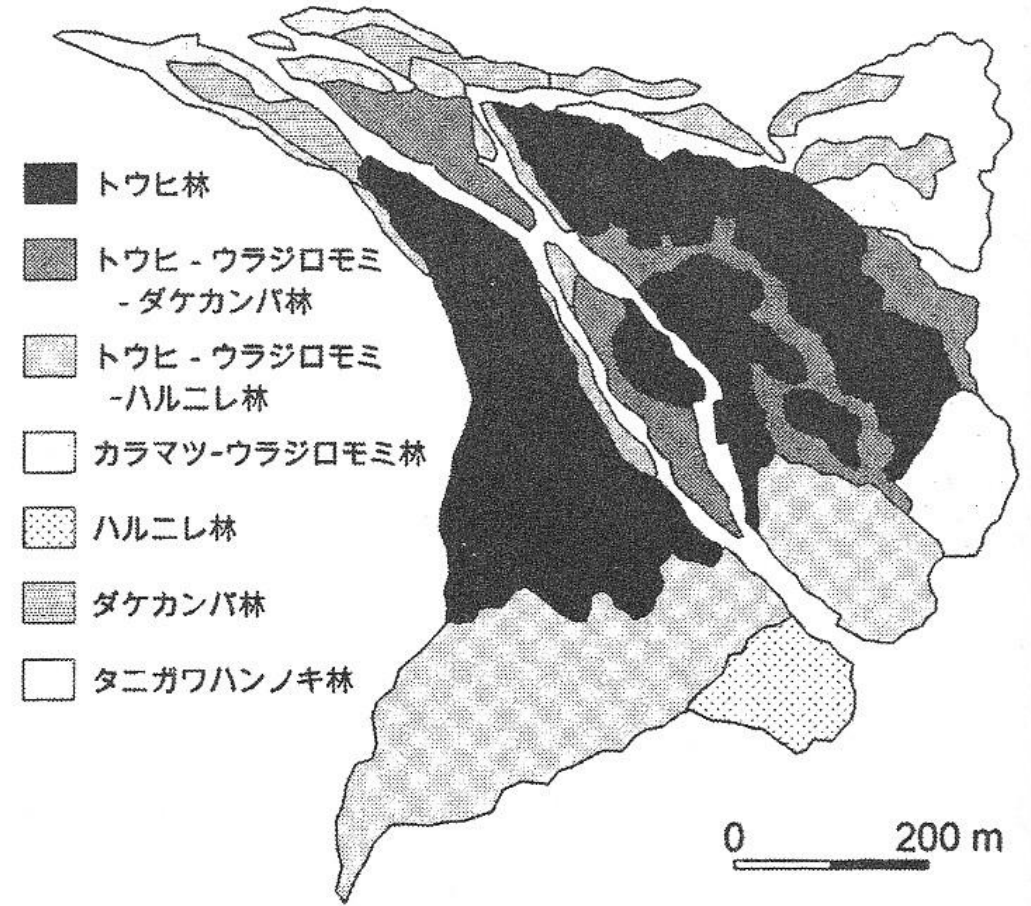 トウヒ林
トウヒ - ウラジロモミ
- ダケカンバ林
トウヒ - ウラジロモミ
-ハルニレ林
カラマツ-ウラジロモミ林
ハルニレ林
ダケカンバ林
タニガワハンノキ林
0 200 m